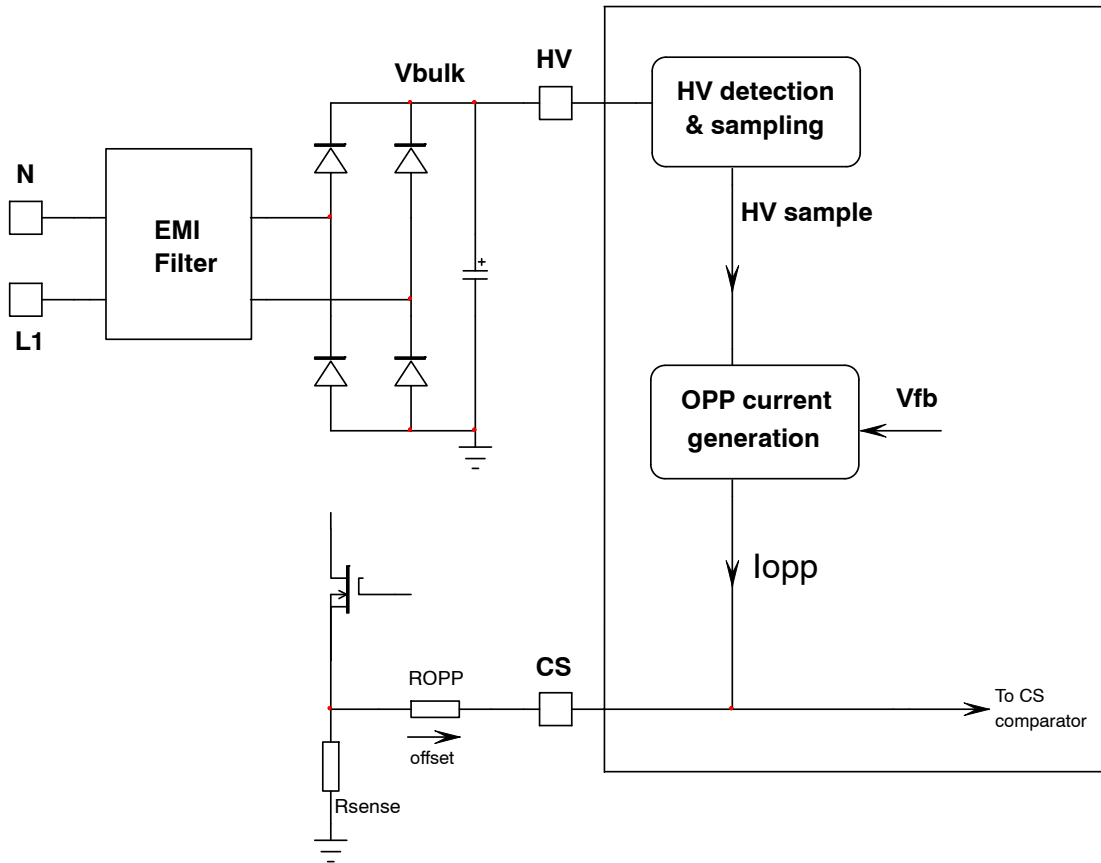 Vbulk
HV
HV detection
& sampling
N
EMI
Filter
L1
+
HV sample
OPP current
generation
Vfb
Iopp
ROPP
CS
offset
To CS
comparator
Rsense